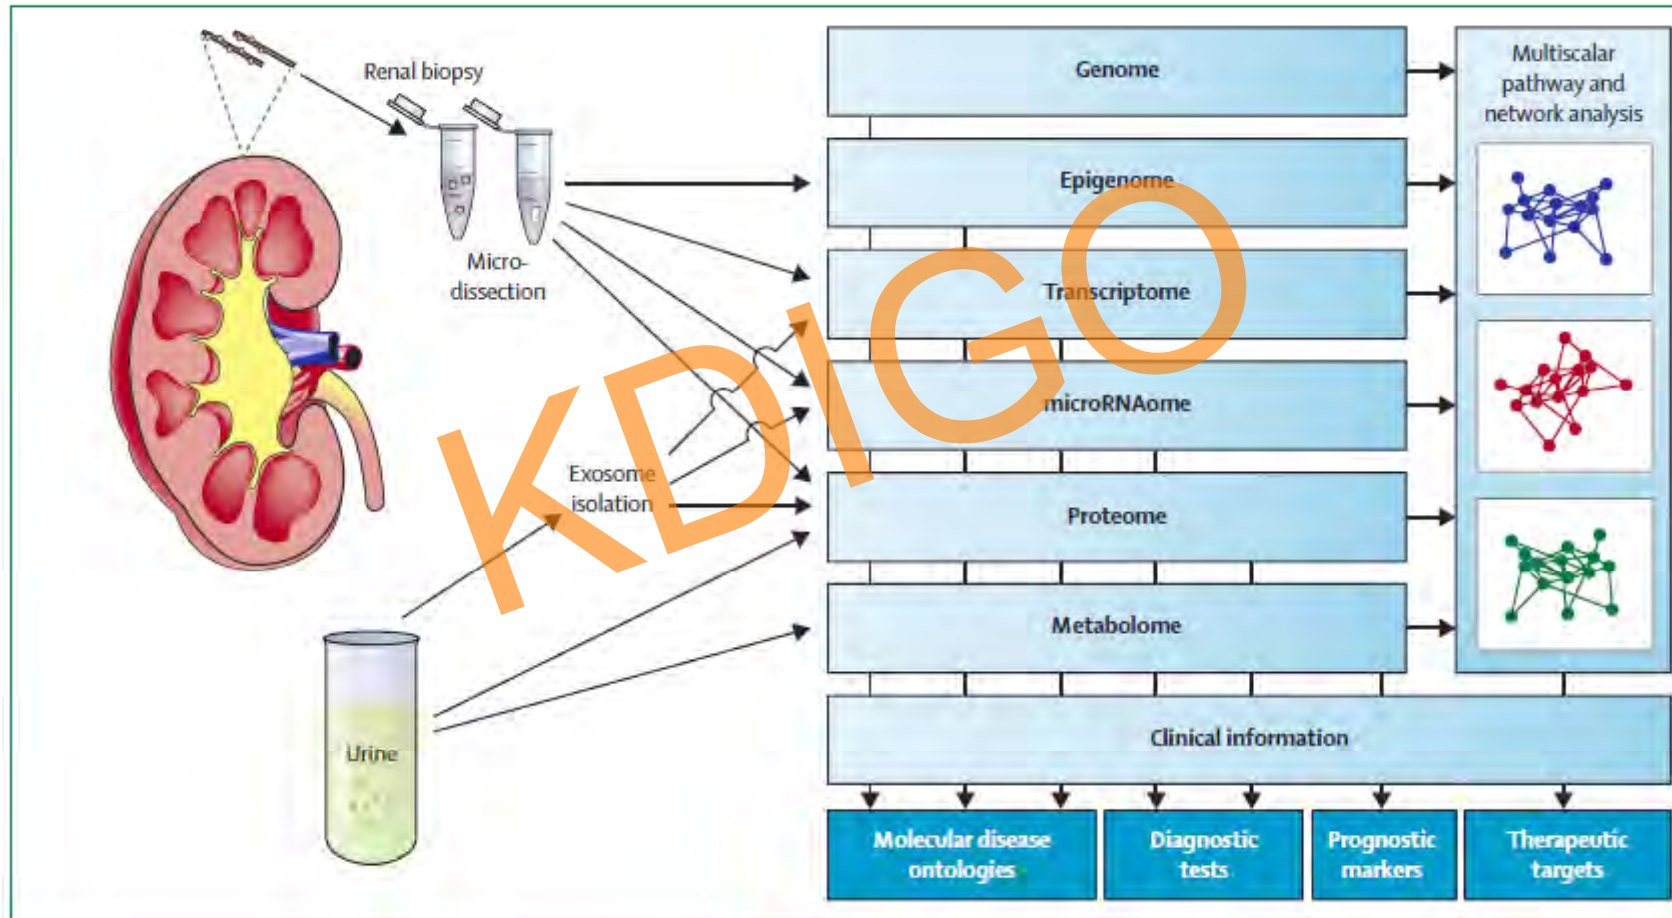 Renal biopsy
Micro-
dissection
Exosome
isolation
Urine
Genome
Epigenome
Transcriptome
microRNAome
Proteome
Metabolome
Clinical information
Multiscalar
pathway and
network analysis
Molecular disease
ontologies
Diagnostic
tests
Prognostic
markers
Therapeutic
targets
KDIGO